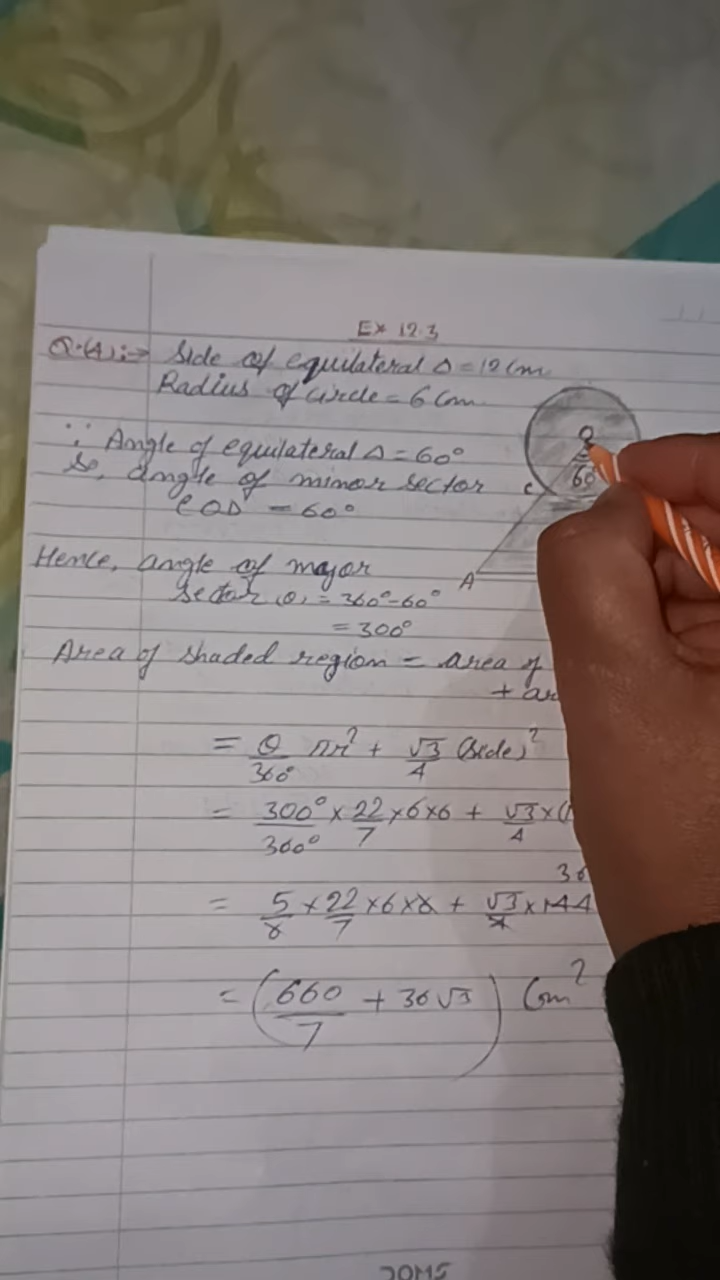 Ex 12.3
Q.(4):→ Side of equilateral Δ = 12 cm
Radius of circle = 6 cm
∵ Angle of equilateral Δ = 60°
So, angle of minor sector
COD = 60°
O
60°
C
A
Hence, angle of major
sector (θ) = 360° - 60°
= 300°
Area of shaded region = area of
+ ar
= θ/360° πr² + √3/4 (side)²
= 300°/360° × 22/7 × 6 × 6 + √3/4 × (1
36
= 5/6 × 22/7 × 6 × 6 + √3/4 × 144
= (660/7 + 36√3) cm²